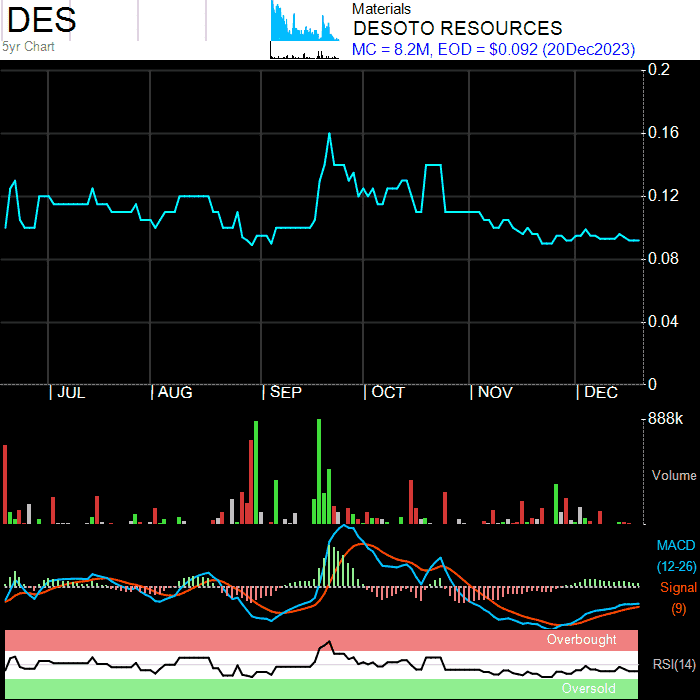 DES
5yr Chart
Materials
DESOTO RESOURCES
MC = 8.2M, EOD = $0.092 (20Dec2023)
0.2
0.16
0.12
0.08
0.04
0
JUL AUG SEP OCT NOV DEC
888k
Volume
MACD
(12-26)
Signal
(9)
Overbought
RSI(14)
Oversold